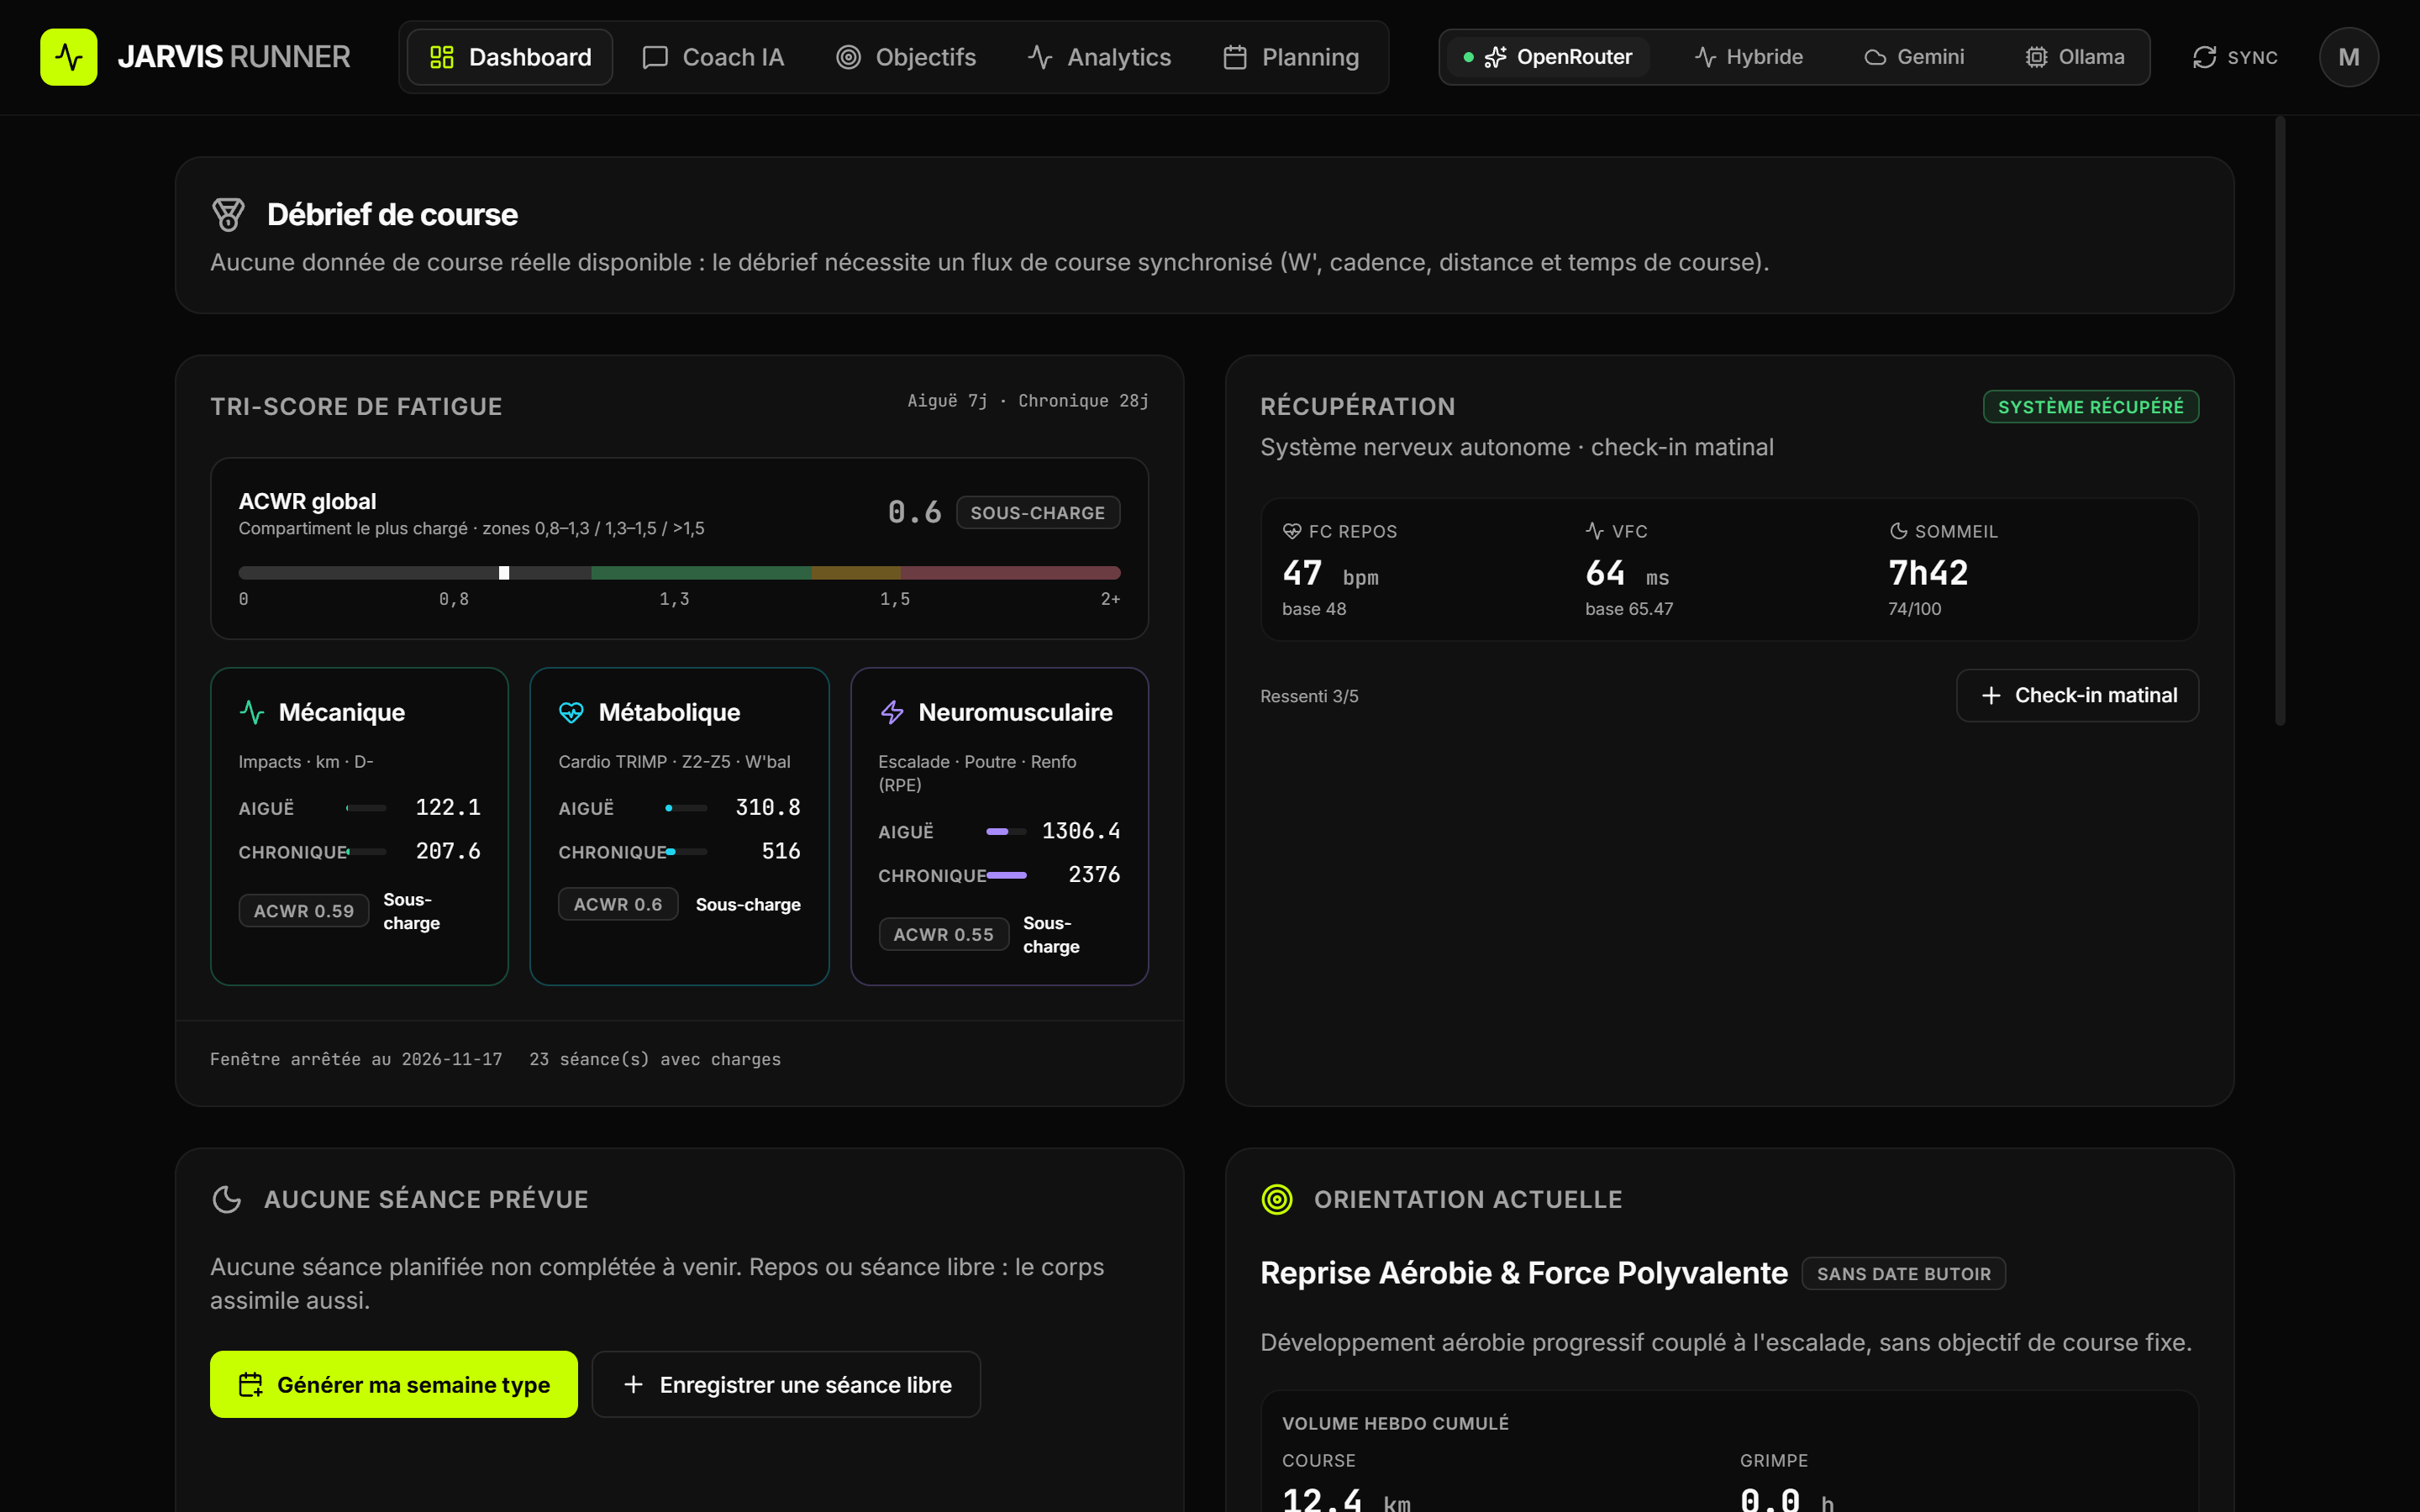 JARVIS RUNNER
Dashboard
Coach IA
Objectifs
Analytics
Planning
OpenRouter
Hybride
Gemini
Ollama
SYNC
M
Débrief de course
Aucune donnée de course réelle disponible : le débrief nécessite un flux de course synchronisé (W', cadence, distance et temps de course).
TRI-SCORE DE FATIGUE
Aiguë 7j · Chronique 28j
ACWR global
Compartiment le plus chargé · zones 0,8–1,3 / 1,3–1,5 / >1,5
0.6
SOUS-CHARGE
0
0,8
1,3
1,5
2+
Mécanique
Impacts · km · D-
AIGUË
122.1
CHRONIQUE
207.6
ACWR 0.59
Sous-
charge
Métabolique
Cardio TRIMP · Z2-Z5 · W'bal
AIGUË
310.8
CHRONIQUE
516
ACWR 0.6
Sous-charge
Neuromusculaire
Escalade · Poutre · Renfo
(RPE)
AIGUË
1306.4
CHRONIQUE
2376
ACWR 0.55
Sous-
charge
Fenêtre arrêtée au 2026-11-17
23 séance(s) avec charges
RÉCUPÉRATION
SYSTÈME RÉCUPÉRÉ
Système nerveux autonome · check-in matinal
FC REPOS
47 bpm
base 48
VFC
64 ms
base 65.47
SOMMEIL
7h42
74/100
Ressenti 3/5
Check-in matinal
AUCUNE SÉANCE PRÉVUE
Aucune séance planifiée non complétée à venir. Repos ou séance libre : le corps
assimile aussi.
Générer ma semaine type
Enregistrer une séance libre
ORIENTATION ACTUELLE
Reprise Aérobie & Force Polyvalente
SANS DATE BUTOIR
Développement aérobie progressif couplé à l'escalade, sans objectif de course fixe.
VOLUME HEBDO CUMULÉ
COURSE
12.4 km
GRIMPE
0.0 h